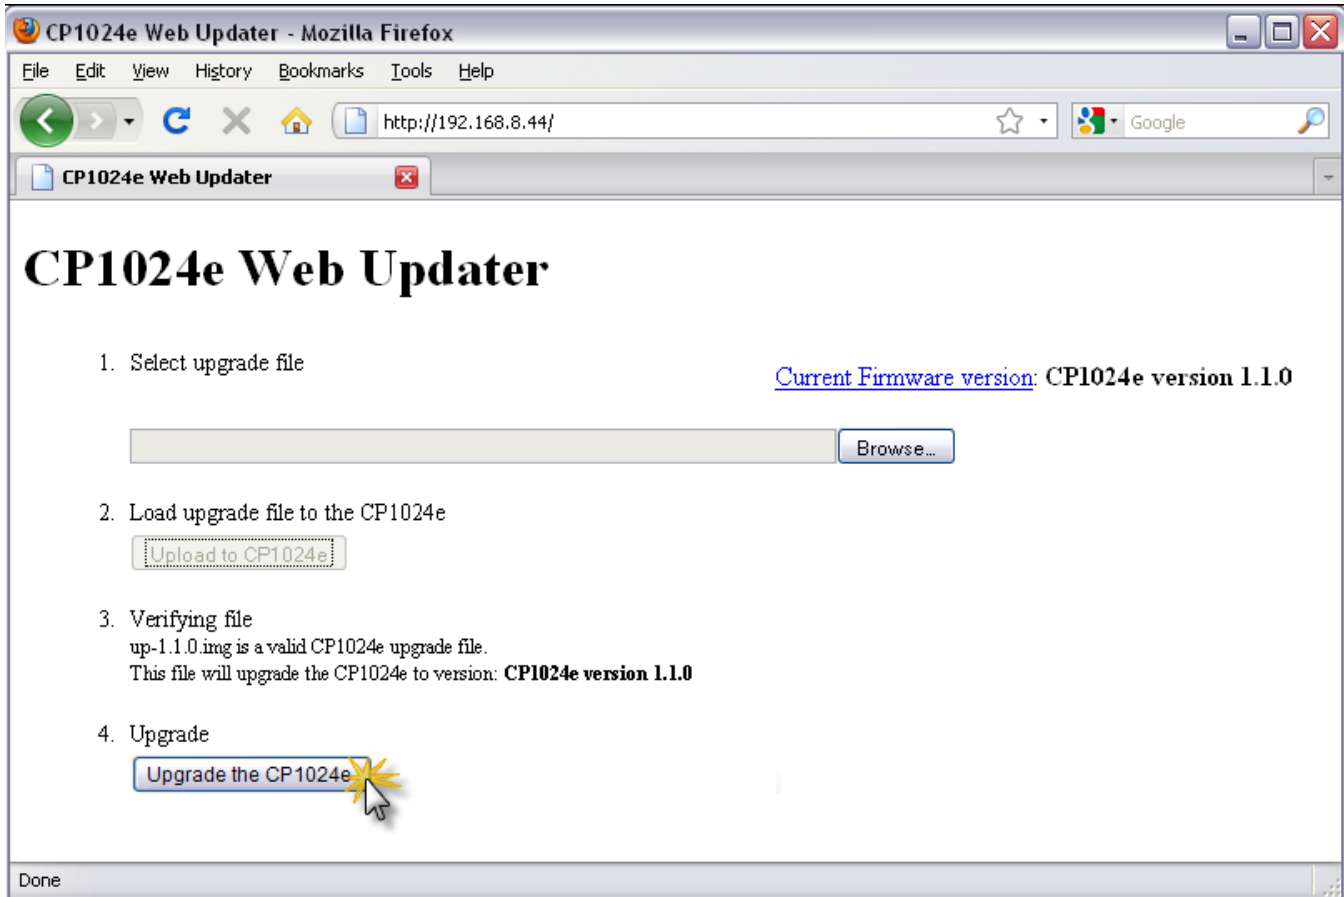 CP1024e Web Updater - Mozilla Firefox
File Edit View History Bookmarks Tools Help
http://192.168.8.44/ Google
CP1024e Web Updater
CP1024e Web Updater
1. Select upgrade file
Current Firmware version: CP1024e version 1.1.0
Browse...
2. Load upgrade file to the CP1024e
Upload to CP1024e
3. Verifying file
up-1.1.0.img is a valid CP1024e upgrade file.
This file will upgrade the CP1024e to version: CP1024e version 1.1.0
4. Upgrade
Upgrade the CP1024e
Done